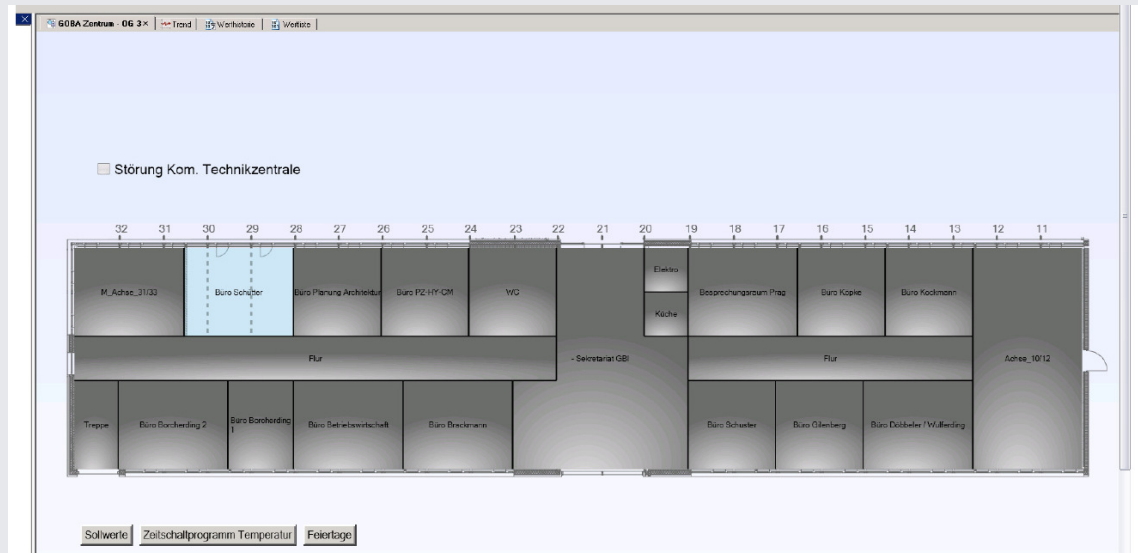 GOBA Zentrum - OG 3 × Trend Werthistorie Wertliste
Störung Kom. Technikzentrale
32 31 30 29 28 27 26 25 24 23 22 21 20 19 18 17 16 15 14 13 12 11
Elektro
M_Achse_31/33 Büro Schütter Büro Planung Architektur Büro PZ-HY-CM WC Besprechungsraum Prag Büro Kopke Büro Kockmann
Küche
Flur - Sekretariat GBI Flur Achse_10/12
Treppe Büro Borcherding 2 Büro Borcherding
1
Büro Betriebswirtschaft Büro Brackmann Büro Schuster Büro Gilenberg Büro Döbbeler / Wulferding
Sollwerte Zeitschaltprogramm Temperatur Feiertage